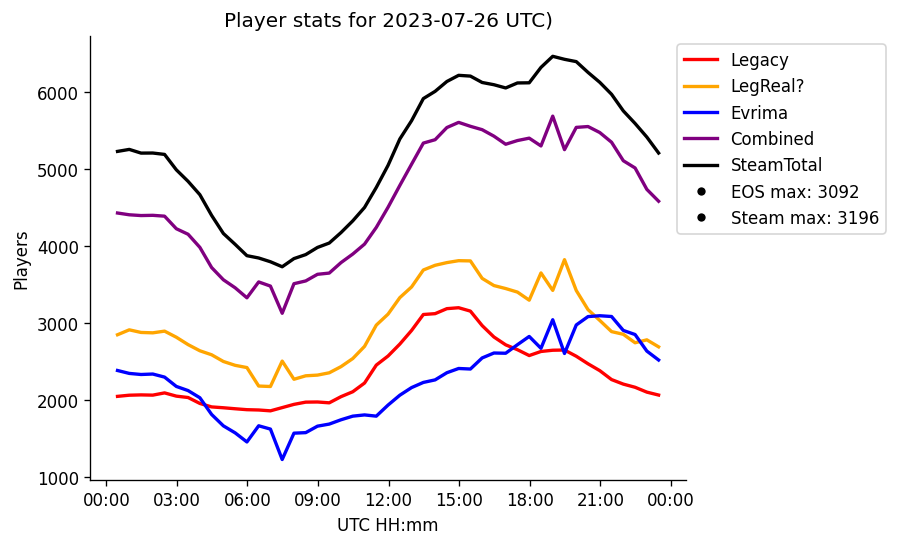 Player stats for 2023-07-26 UTC)
Legacy
LegReal?
Evrima
Combined
SteamTotal
EOS max: 3092
Steam max: 3196
Players
6000
5000
4000
3000
2000
1000
00:00 03:00 06:00 09:00 12:00 15:00 18:00 21:00 00:00
UTC HH:mm